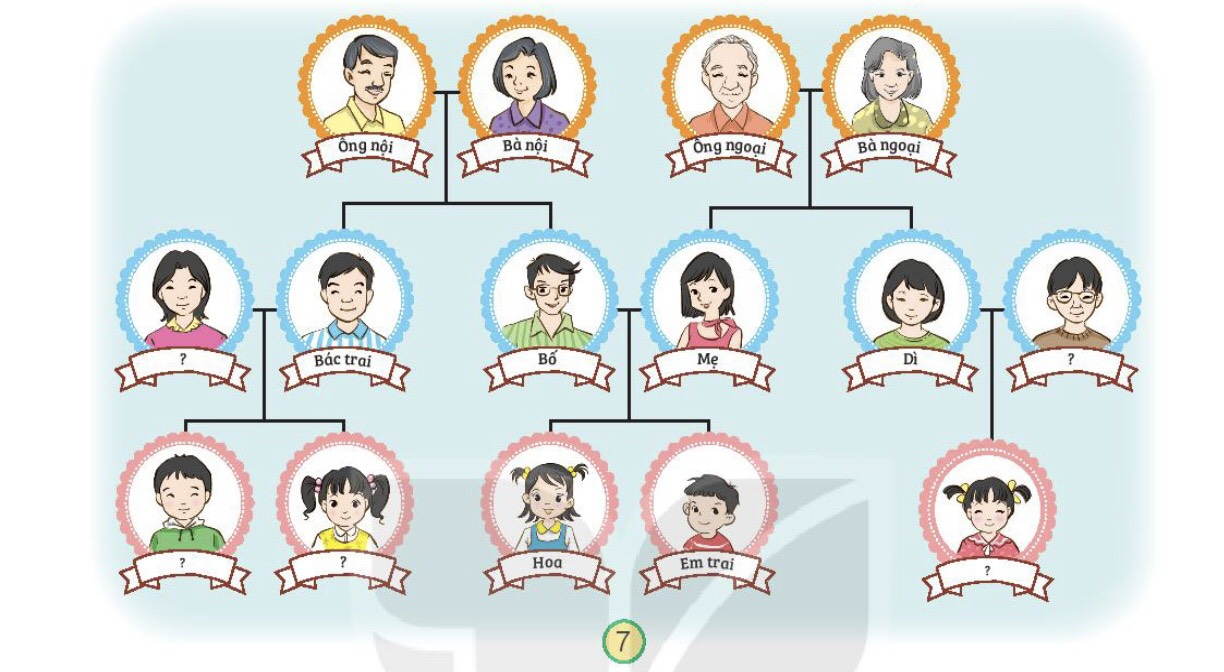 Ông nội
Bà nội
Ông ngoại
Bà ngoại
?
Bác trai
Bố
Mẹ
Dì
?
?
?
Hoa
Em trai
?
7